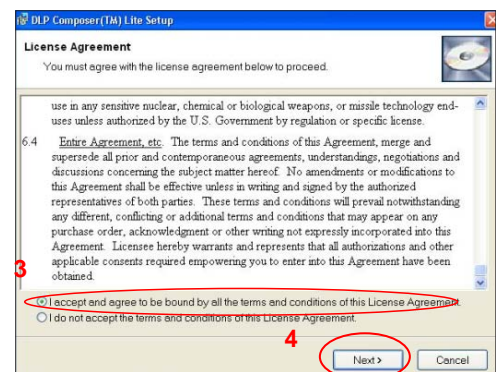 DLP Composer(TM) Lite Setup
License Agreement
You must agree with the license agreement below to proceed.
use in any sensitive nuclear, chemical or biological weapons, or missile technology end-
uses unless authorized by the U.S. Government by regulation or specific license.
6.4 Entire Agreement, etc. The terms and conditions of this Agreement, merge and
supersede all prior and contemporaneous agreements, understandings, negotiations and
discussions concerning the subject matter hereof. No amendments or modifications to
this Agreement shall be effective unless in writing and signed by the authorized
representatives of both parties. These terms and conditions will prevail notwithstanding
any different, conflicting or additional terms and conditions that may appear on any
purchase order, acknowledgment or other writing not expressly incorporated into this
Agreement. Licensee hereby warrants and represents that all authorizations and other
applicable consents required empowering you to enter into this Agreement have been
obtained.
3
I accept and agree to be bound by all the terms and conditions of this License Agreement.
I do not accept the terms and conditions of this License Agreement.
4
Next >
Cancel